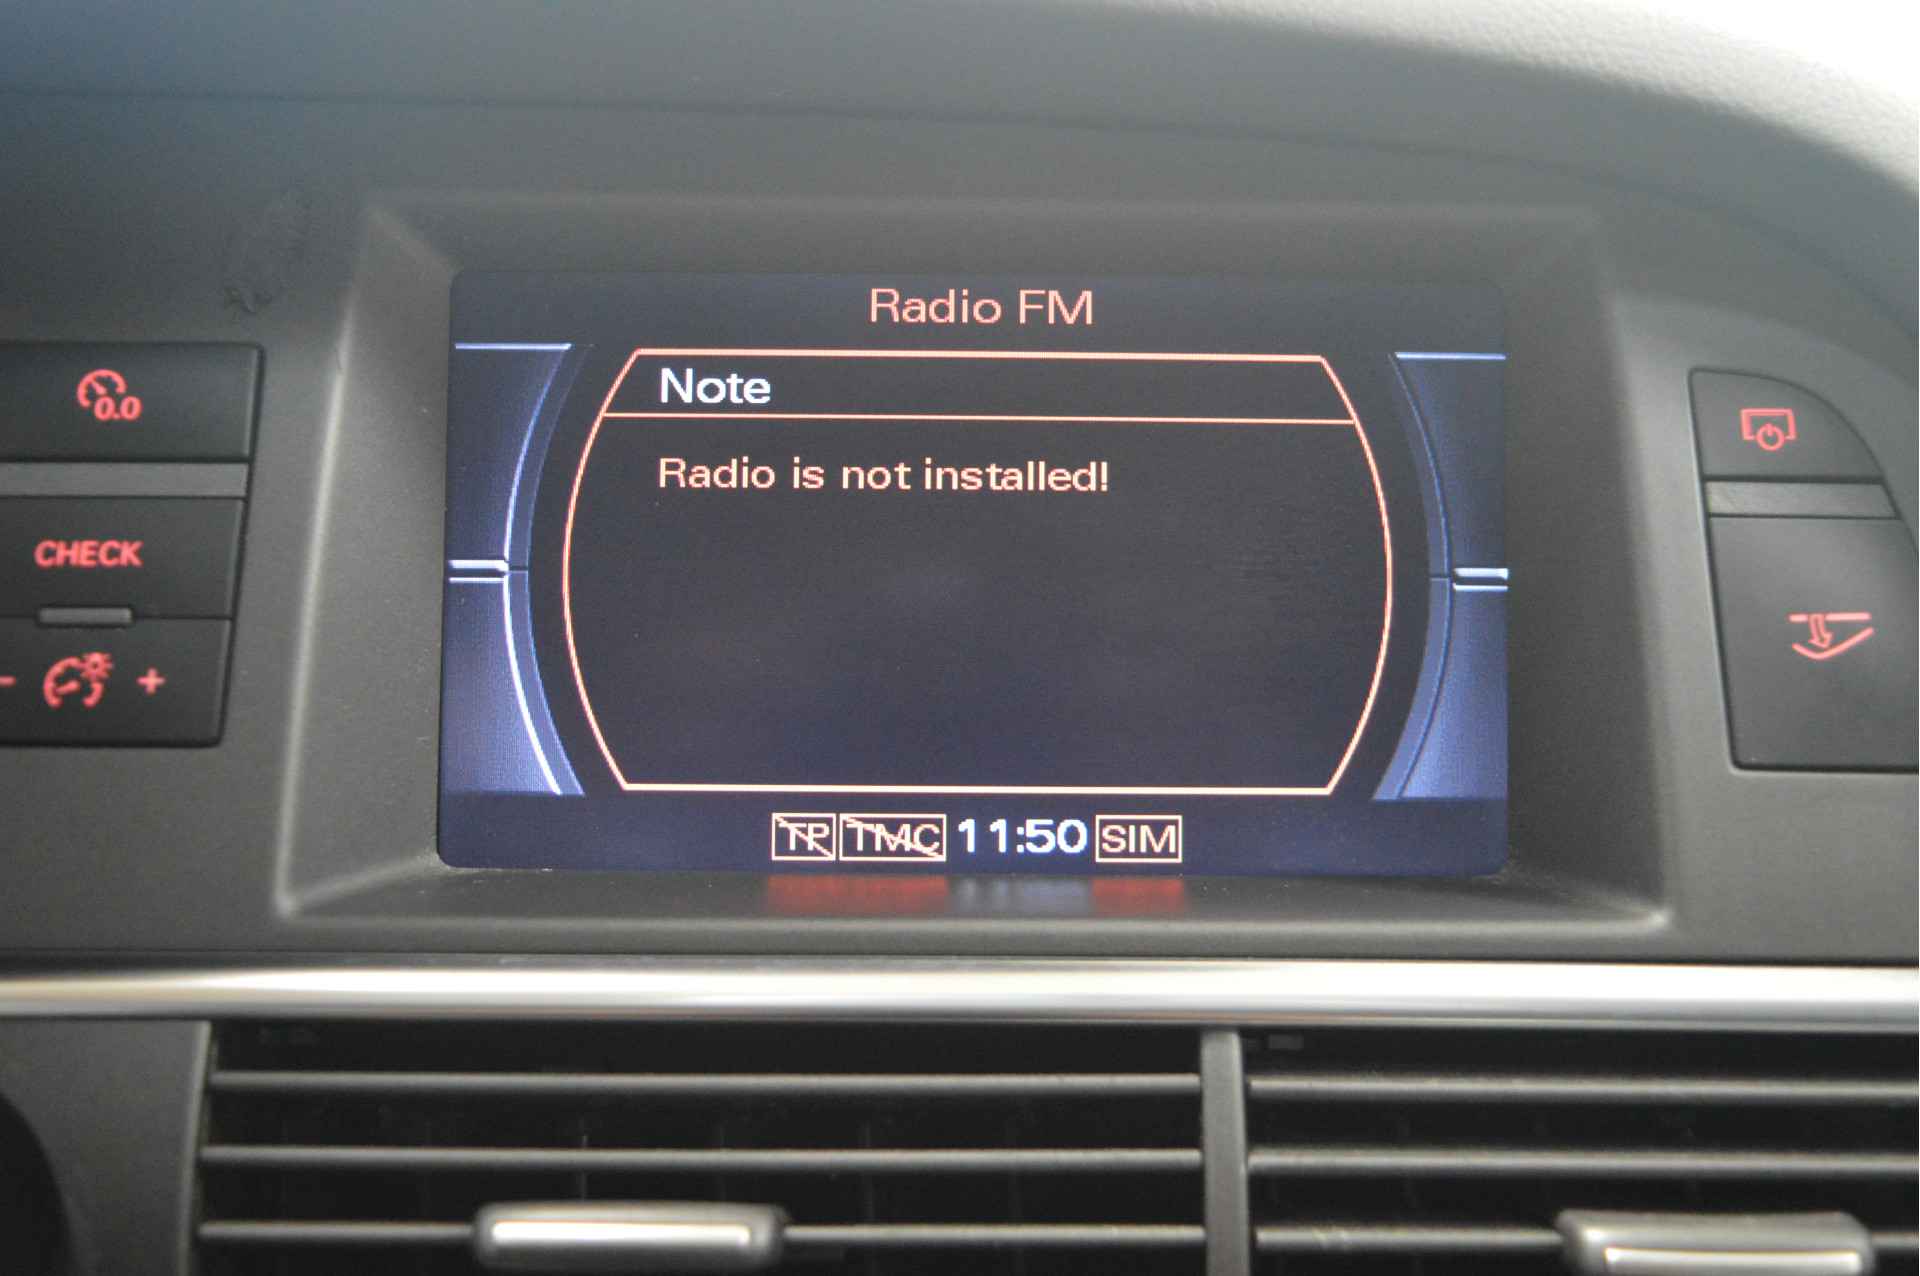 Radio FM
Note
Radio is not installed!
0.0
CHECK
- +
TP TMC 11:50 SIM